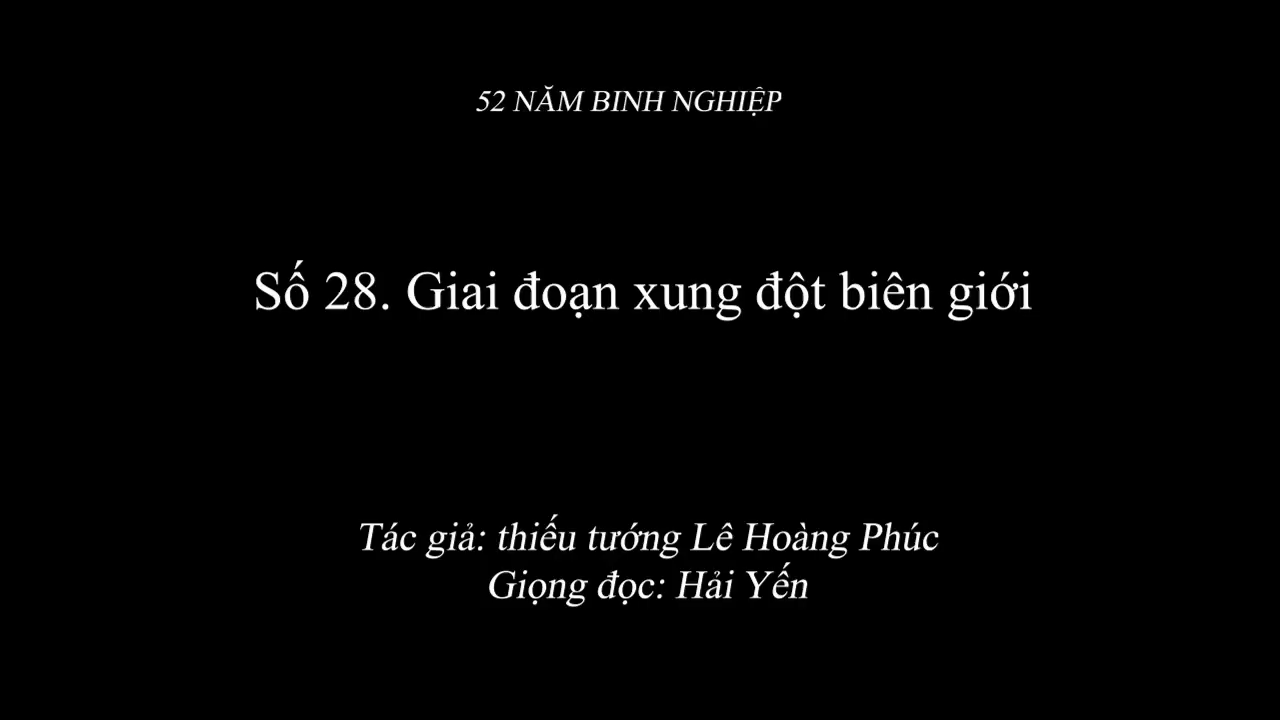 52 NĂM BINH NGHIỆP
Số 28. Giai đoạn xung đột biên giới
Tác giả: thiếu tướng Lê Hoàng Phúc
Giọng đọc: Hải Yến